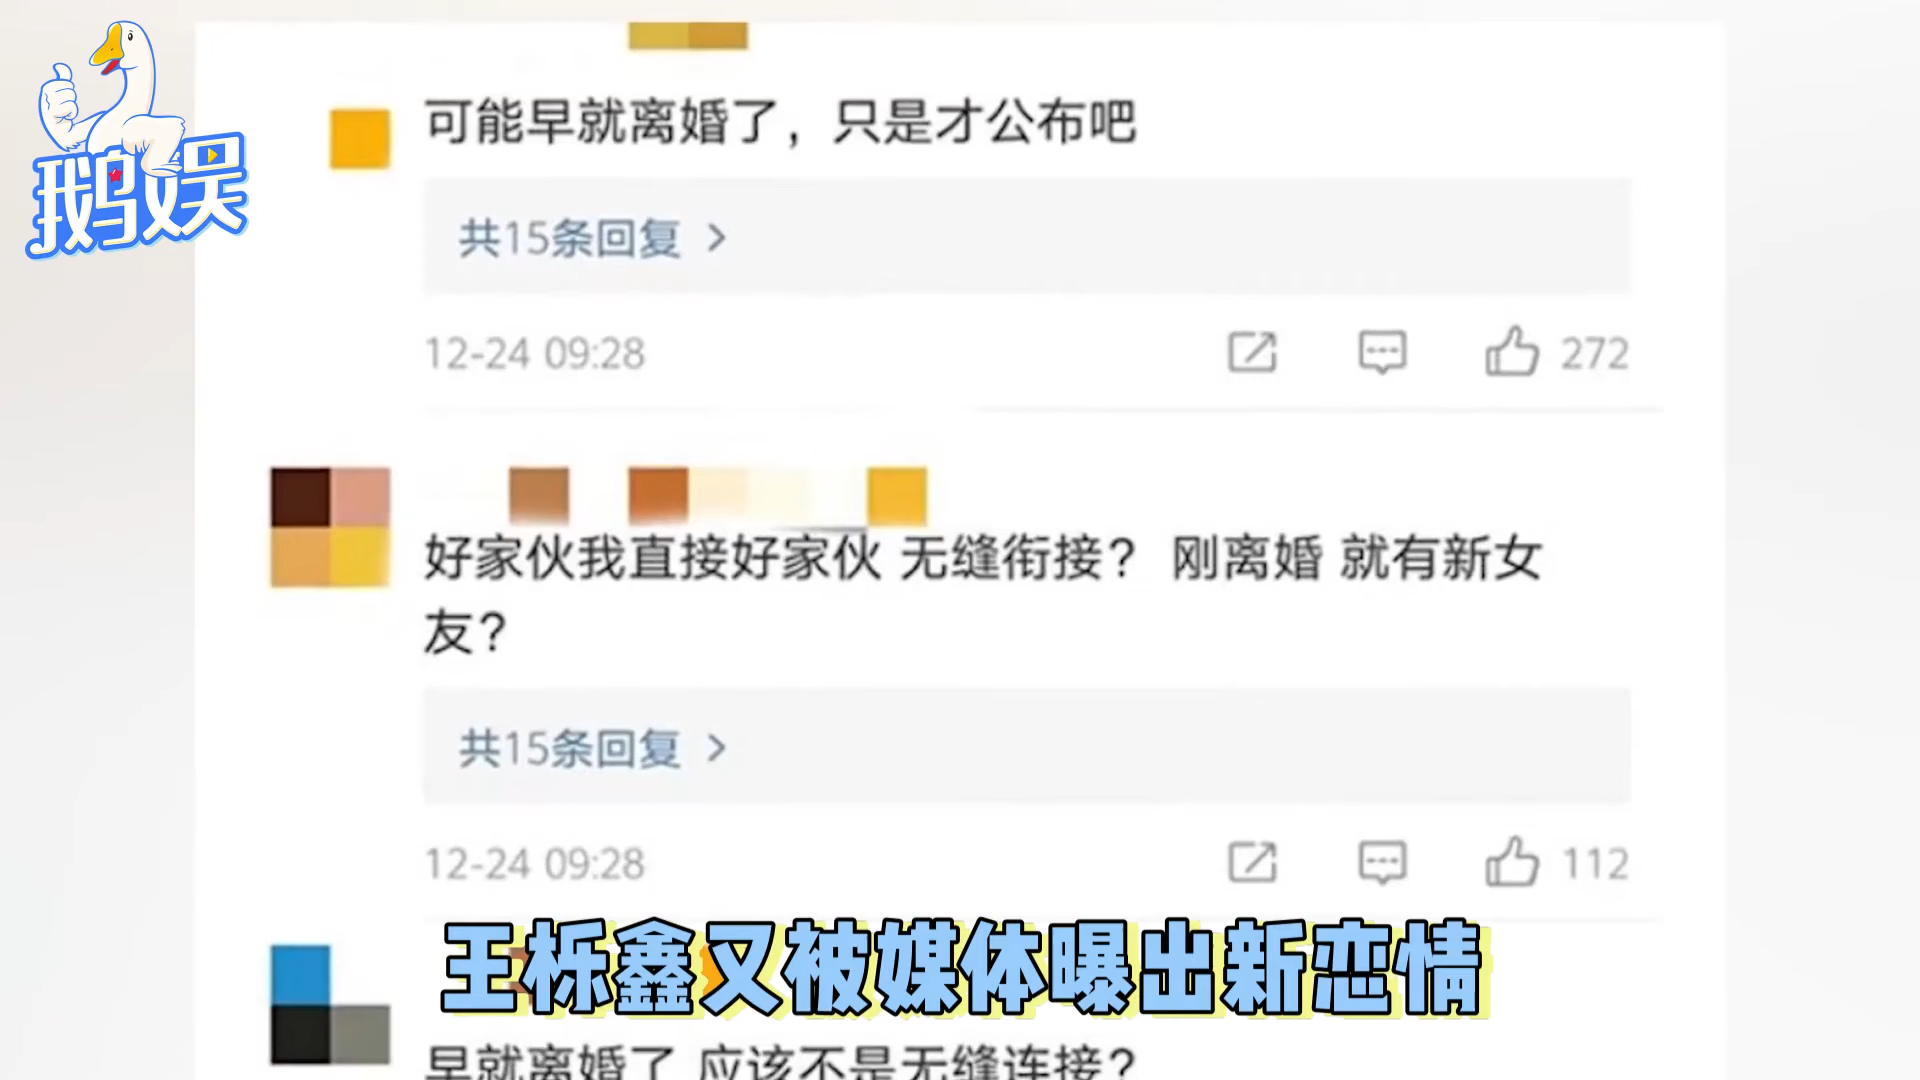 鹅娱
可能早就离婚了，只是才公布吧
共15条回复 >
12-24 09:28
272
好家伙我直接好家伙 无缝衔接？ 刚离婚 就有新女
友？
共15条回复 >
12-24 09:28
112
王栎鑫又被媒体曝出新恋情
早就离婚了 应该不是无缝连接？